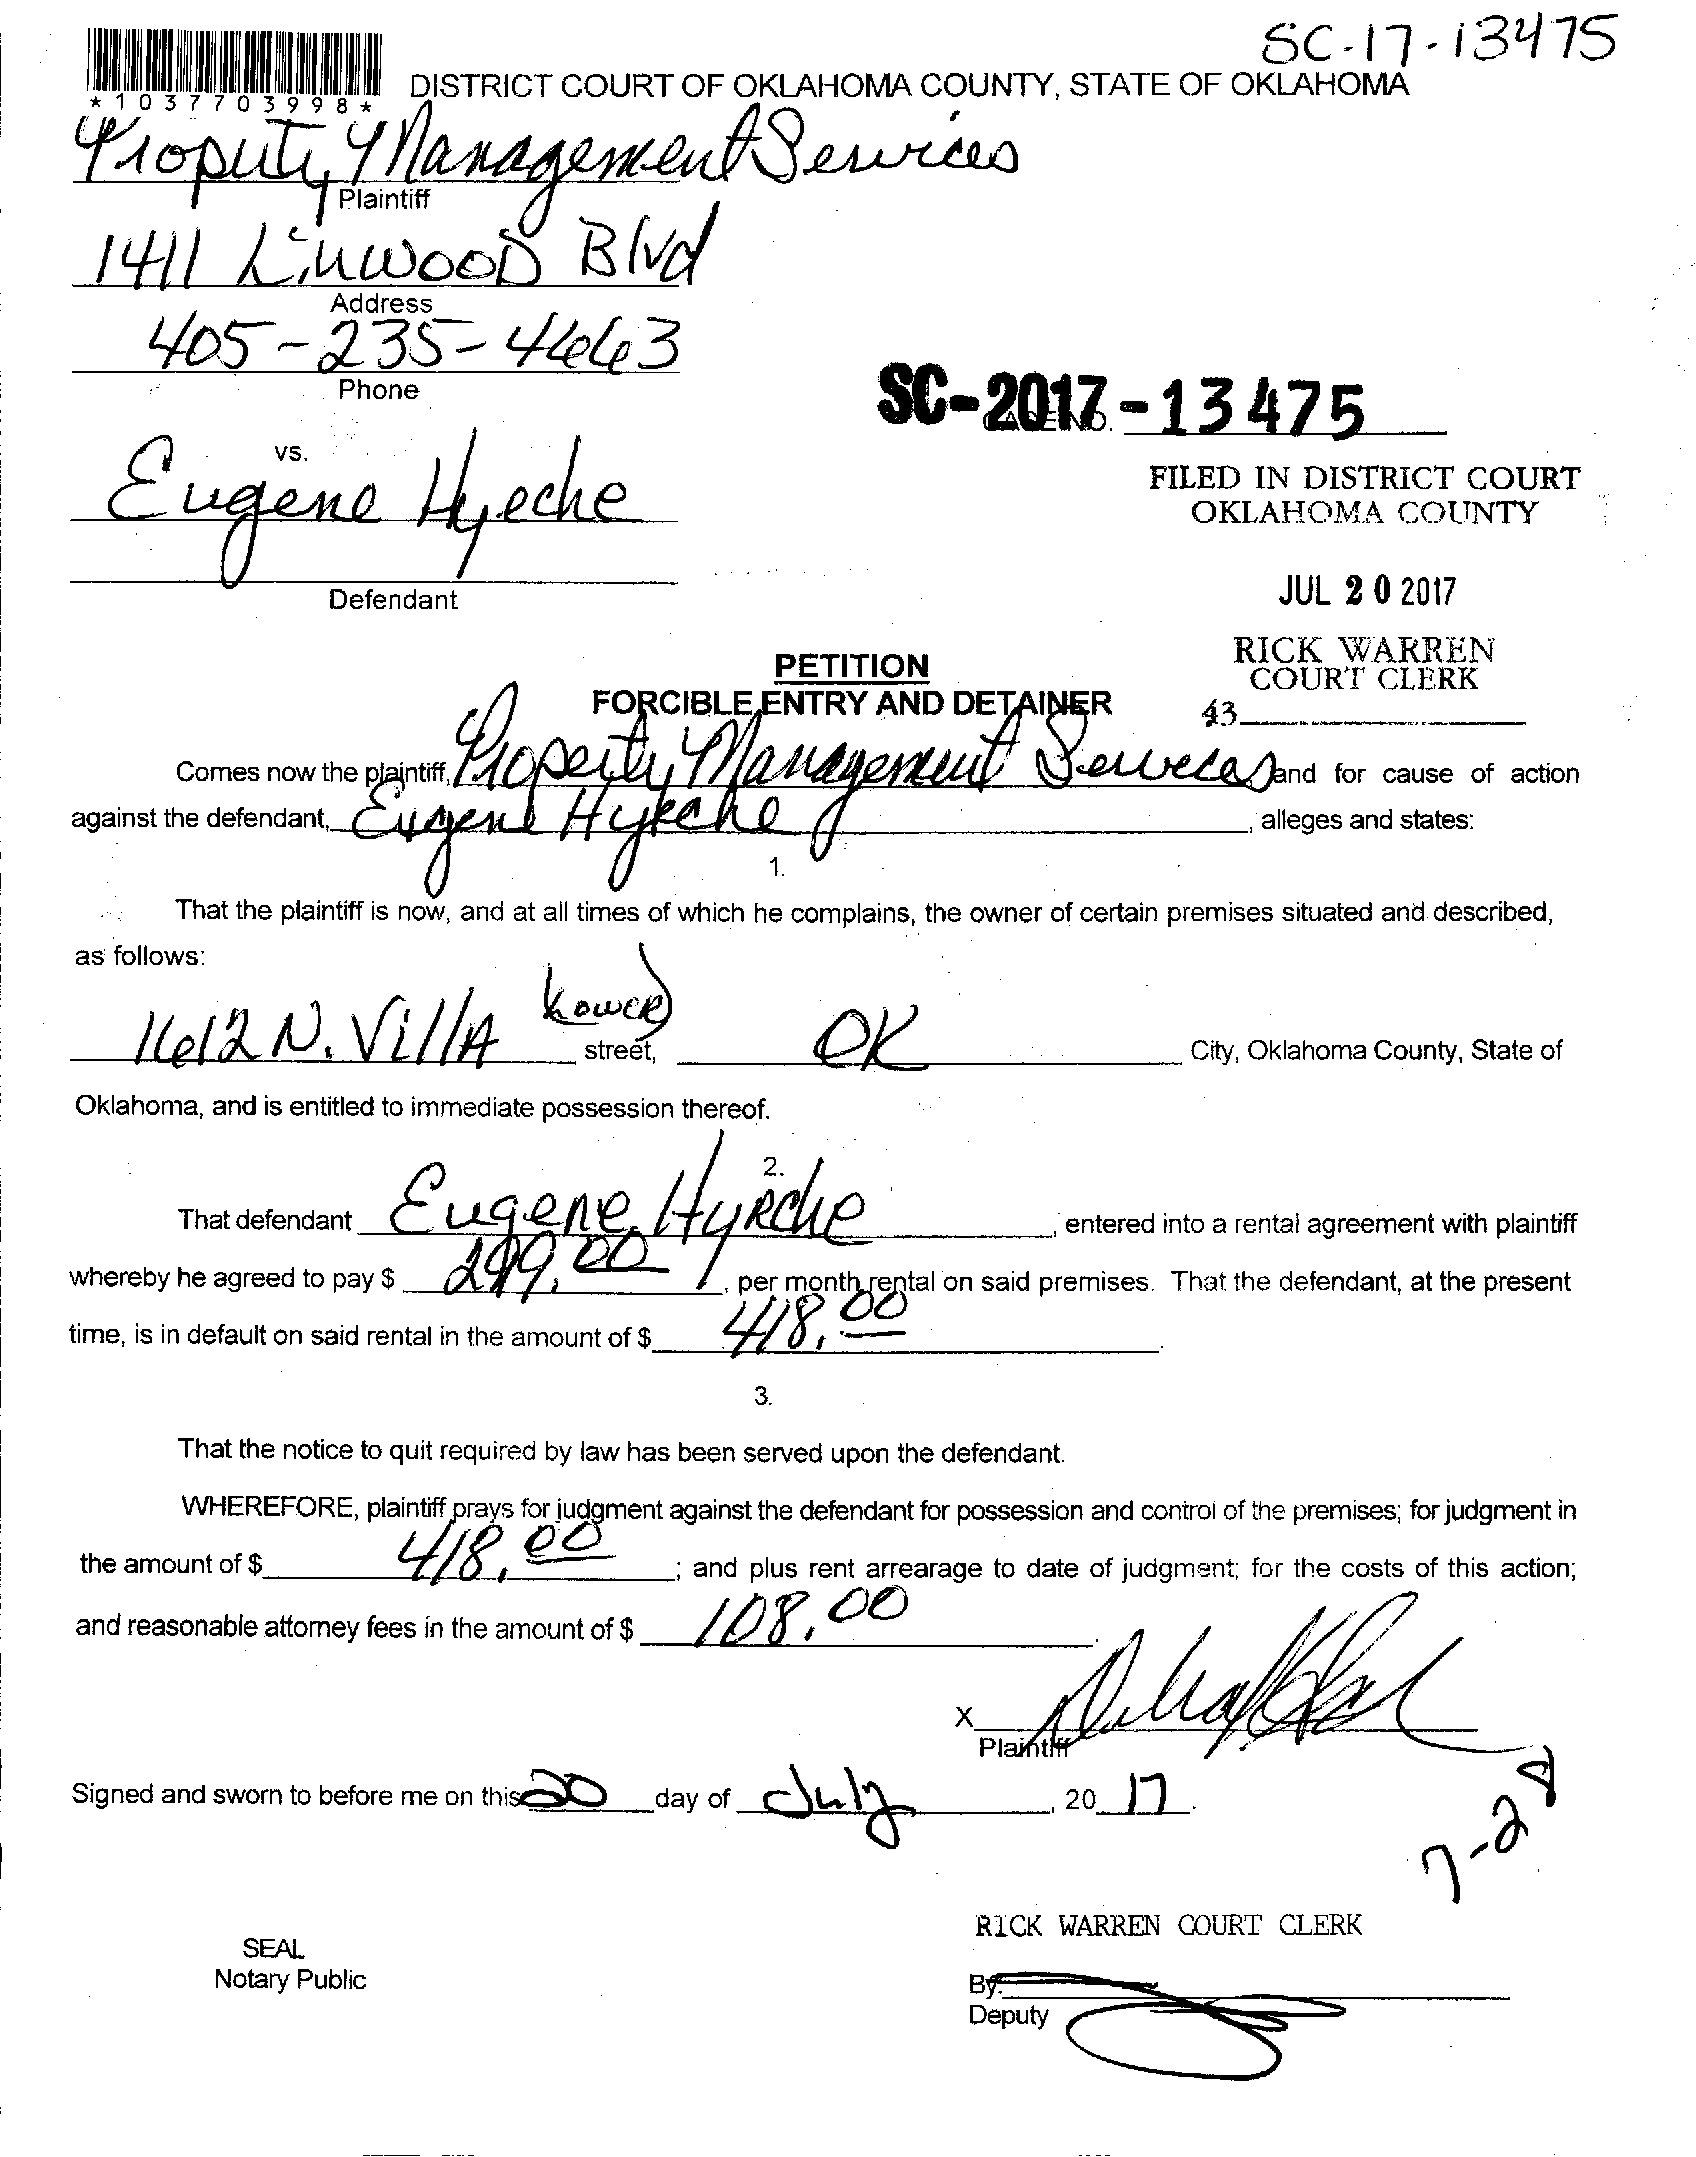 SC-17-13475
*1037703998*
DISTRICT COURT OF OKLAHOMA COUNTY, STATE OF OKLAHOMA
Property Management Services
Plaintiff
1411 Linwood Blvd
Address
405-235-4663
Phone
SC-2017-13475
vs.
Eugene Hyeche
FILED IN DISTRICT COURT
OKLAHOMA COUNTY
Defendant
JUL 20 2017
RICK WARREN
COURT CLERK
43
PETITION
FORCIBLE ENTRY AND DETAINER
Comes now the plaintiff, Property Management Services and for cause of action
against the defendant, Eugene Hyeche, alleges and states:
1.
That the plaintiff is now, and at all times of which he complains, the owner of certain premises situated and described,
as follows:
1612 N. Villa street, OK City, Oklahoma County, State of
Oklahoma, and is entitled to immediate possession thereof.
2.
That defendant Eugene Hyeche, entered into a rental agreement with plaintiff
whereby he agreed to pay $ 299.00, per month rental on said premises. That the defendant, at the present
time, is in default on said rental in the amount of $ 418.00.
3.
That the notice to quit required by law has been served upon the defendant.
WHEREFORE, plaintiff prays for judgment against the defendant for possession and control of the premises; for judgment in
the amount of $ 418.00; and plus rent arrearage to date of judgment; for the costs of this action;
and reasonable attorney fees in the amount of $ 108.00.
X
Plaintiff
Signed and sworn to before me on this 20 day of July, 20 17.
7-28
RICK WARREN COURT CLERK
SEAL
Notary Public
By:
Deputy